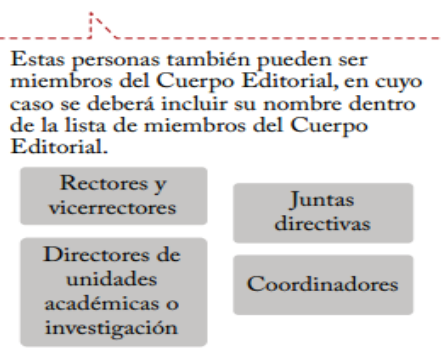 Estas personas también pueden ser
miembros del Cuerpo Editorial, en cuyo
caso se deberá incluir su nombre dentro
de la lista de miembros del Cuerpo
Editorial.
Rectores y
vicerrectores
Juntas
directivas
Directores de
unidades
académicas o
investigación
Coordinadores